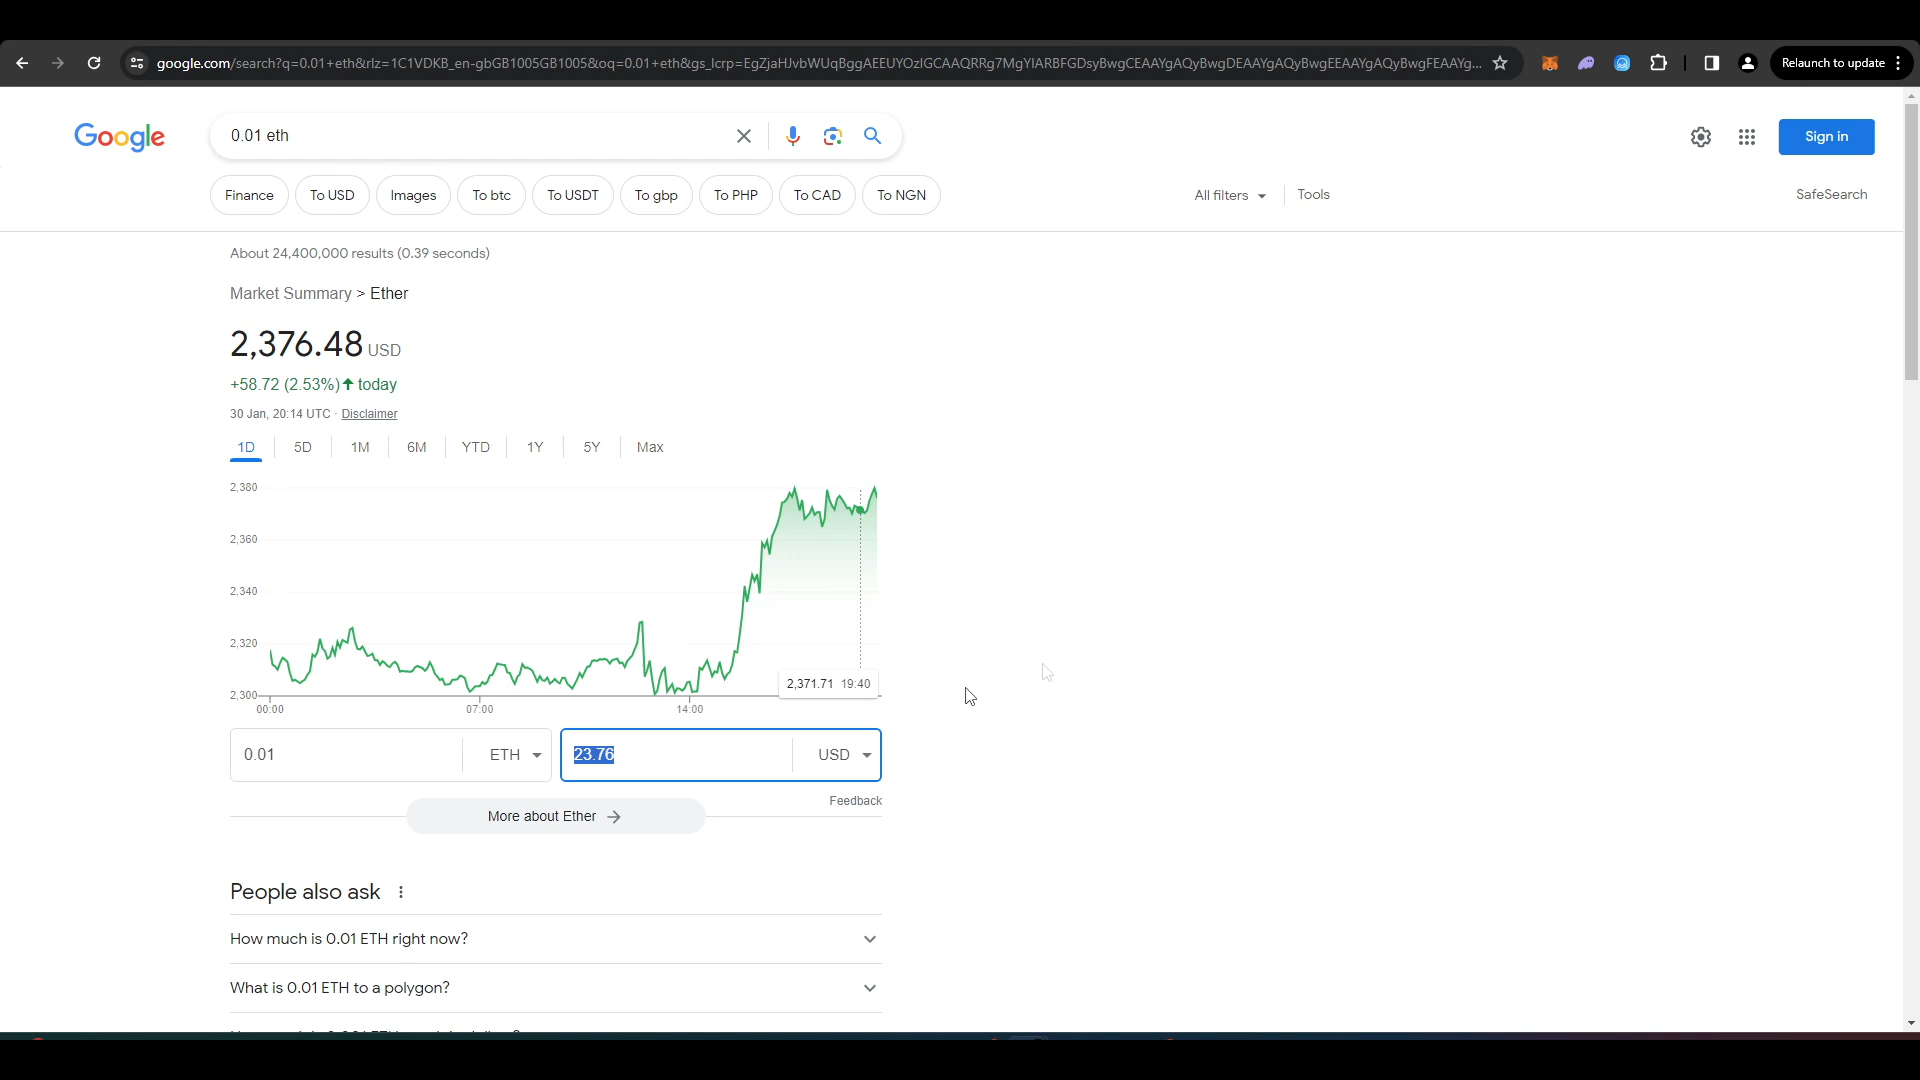 google.com/search?q=0.01+eth&rlz=1C1VDKB_en-gbGB1005GB1005&oq=0.01+eth&gs_lcrp=EgZjaHJvbWUqBggAEEUYOzIGCAAQRRg7MgYIARBFGDsyBwgCEAAYgAQyBwgDEAAYgAQyBwgEEAAYgAQyBwgFEAAYg...
Relaunch to update
Google
0.01 eth
Sign in
Finance
To USD
Images
To btc
To USDT
To gbp
To PHP
To CAD
To NGN
All filters
Tools
SafeSearch
About 24,400,000 results (0.39 seconds)
Market Summary > Ether
2,376.48 USD
+58.72 (2.53%) today
30 Jan, 20:14 UTC · Disclaimer
1D
5D
1M
6M
YTD
1Y
5Y
Max
2,380
2,360
2,340
2,320
2,300
2,371.71 19:40
00:00
07:00
14:00
0.01
ETH
23.76
USD
Feedback
More about Ether
People also ask
How much is 0.01 ETH right now?
What is 0.01 ETH to a polygon?